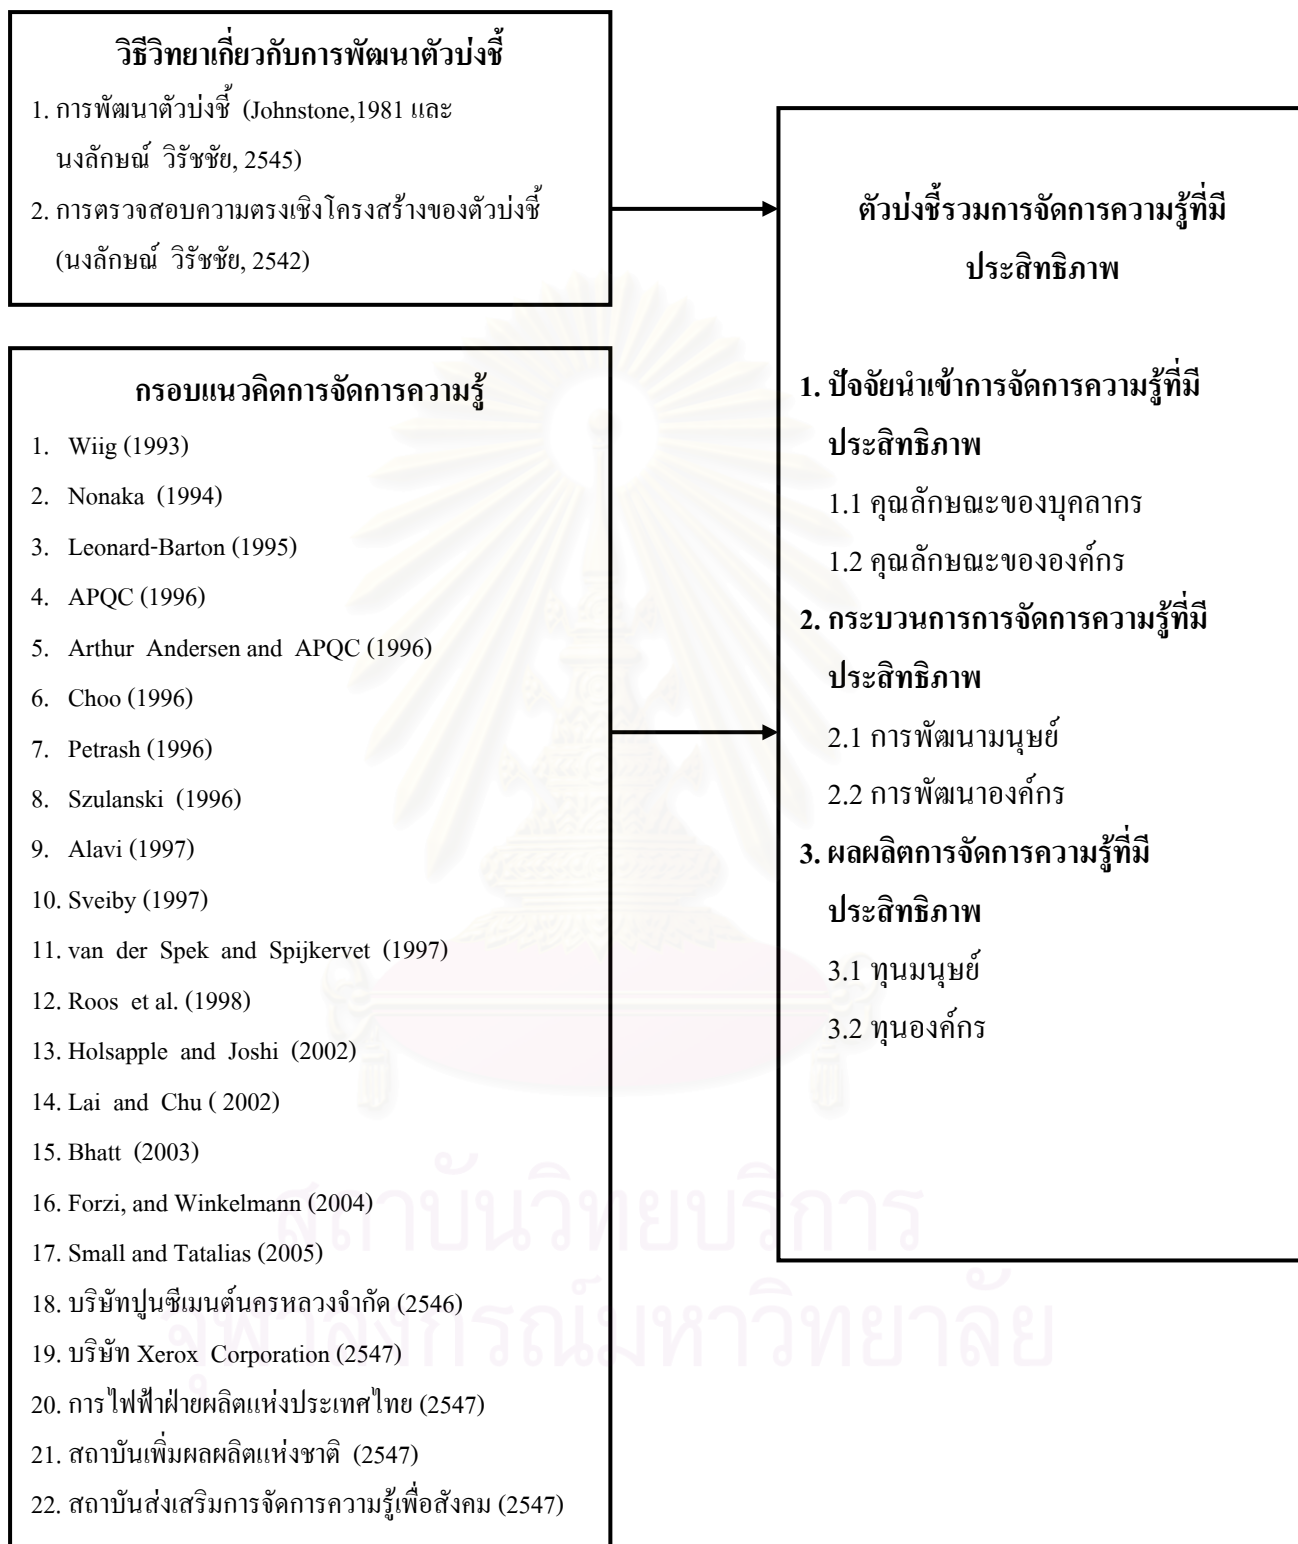 วิธีวิทยาเกี่ยวกับการพัฒนาตัวบ่งชี้
1. การพัฒนาตัวบ่งชี้ (Johnstone,1981 และ
นงลักษณ์ วิรัชชัย, 2545)
2. การตรวจสอบความตรงเชิงโครงสร้างของตัวบ่งชี้
(นงลักษณ์ วิรัชชัย, 2542)
กรอบแนวคิดการจัดการความรู้
1. Wiig (1993)
2. Nonaka (1994)
3. Leonard-Barton (1995)
4. APQC (1996)
5. Arthur Andersen and APQC (1996)
6. Choo (1996)
7. Petrash (1996)
8. Szulanski (1996)
9. Alavi (1997)
10. Sveiby (1997)
11. van der Spek and Spijkervet (1997)
12. Roos et al. (1998)
13. Holsapple and Joshi (2002)
14. Lai and Chu ( 2002)
15. Bhatt (2003)
16. Forzi, and Winkelmann (2004)
17. Small and Tatalias (2005)
18. บริษัทปูนซีเมนต์นครหลวงจำกัด (2546)
19. บริษัท Xerox Corporation (2547)
20. การไฟฟ้าฝ่ายผลิตแห่งประเทศไทย (2547)
21. สถาบันเพิ่มผลผลิตแห่งชาติ (2547)
22. สถาบันส่งเสริมการจัดการความรู้เพื่อสังคม (2547)
ตัวบ่งชี้รวมการจัดการความรู้ที่มี
ประสิทธิภาพ
1. ปัจจัยนำเข้าการจัดการความรู้ที่มี
ประสิทธิภาพ
1.1 คุณลักษณะของบุคลากร
1.2 คุณลักษณะขององค์กร
2. กระบวนการการจัดการความรู้ที่มี
ประสิทธิภาพ
2.1 การพัฒนามนุษย์
2.2 การพัฒนาองค์กร
3. ผลผลิตการจัดการความรู้ที่มี
ประสิทธิภาพ
3.1 ทุนมนุษย์
3.2 ทุนองค์กร
สถาบันวิทยบริการ
จุฬาลงกรณ์มหาวิทยาลัย